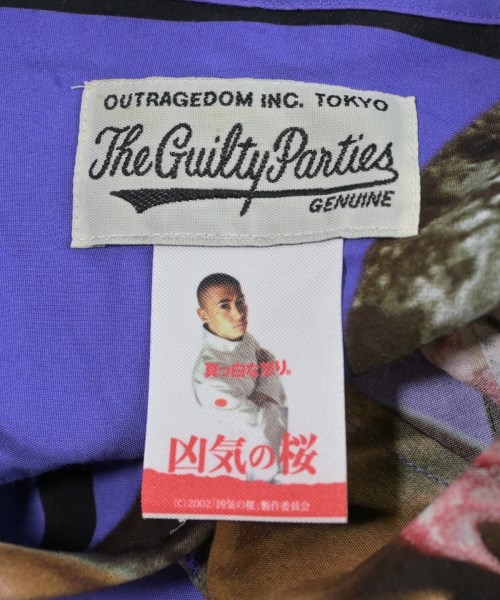 OUTRAGEDOM INC. TOKYO
The Guilty Parties
GENUINE
真っ白な怒り。
凶気の桜
(C)2002「凶気の桜」製作委員会